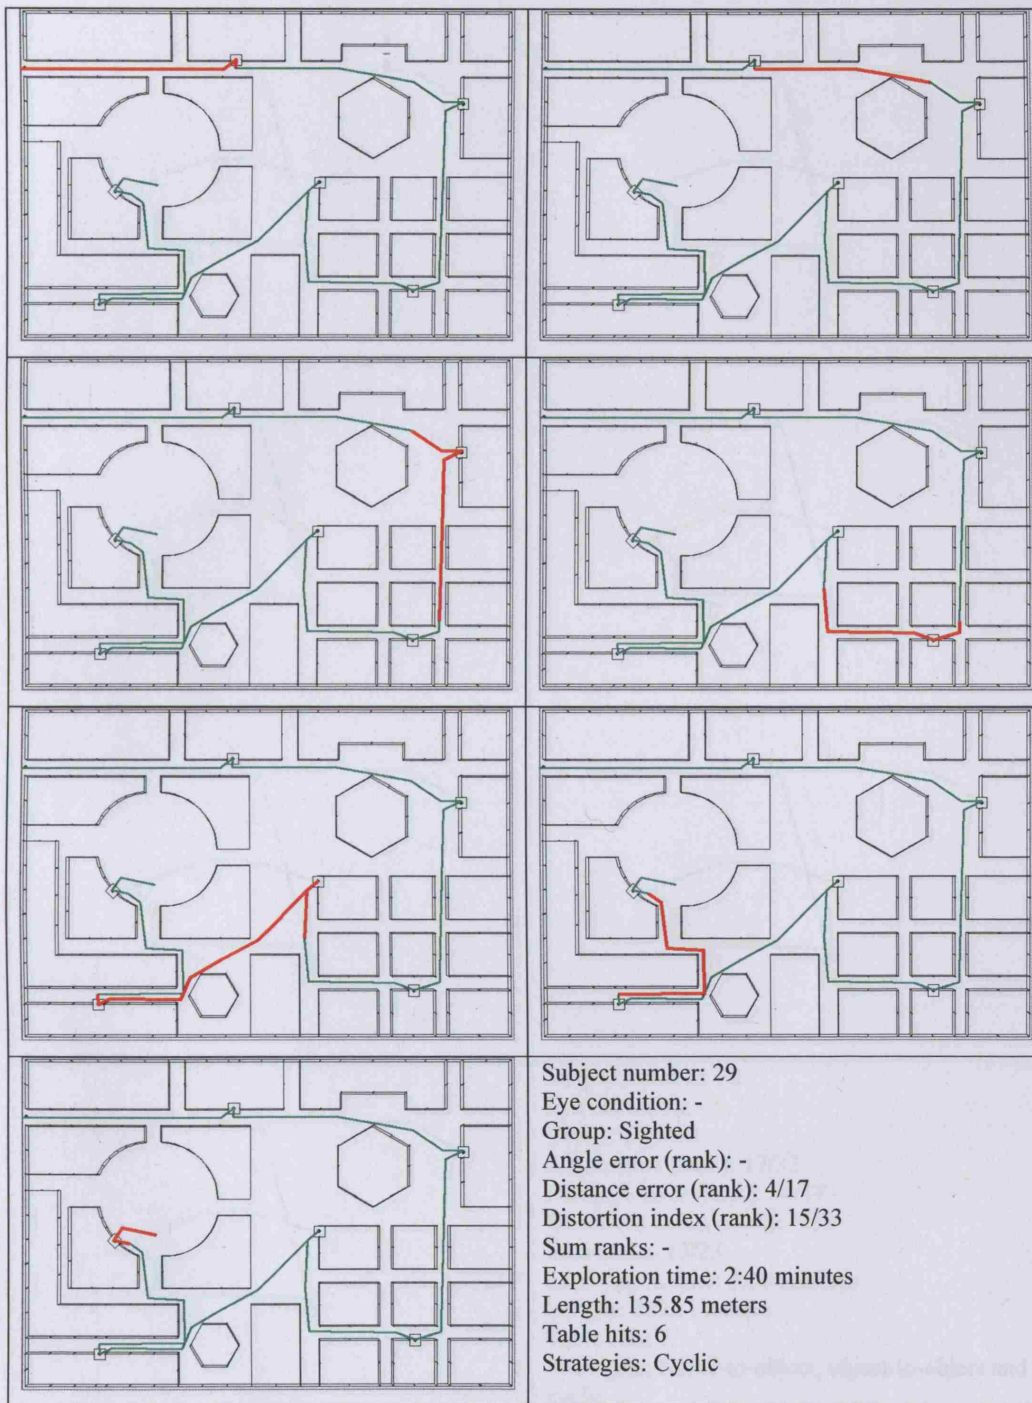 Subject number: 29
Eye condition: -
Group: Sighted
Angle error (rank): -
Distance error (rank): 4/17
Distortion index (rank): 15/33
Sum ranks: -
Exploration time: 2:40 minutes
Length: 135.85 meters
Table hits: 6
Strategies: Cyclic